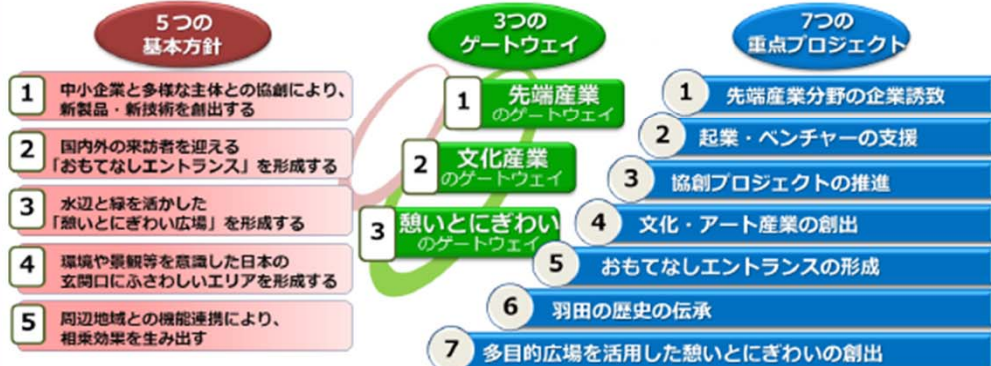 5つの
基本方針
1
中小企業と多様な主体との協創により、
新製品・新技術を創出する
2
国内外の来訪者を迎える
「おもてなしエントランス」を形成する
3
水辺と緑を活かした
「憩いとにぎわい広場」を形成する
4
環境や景観等を意識した日本の
玄関口にふさわしいエリアを形成する
5
周辺地域との機能連携により、
相乗効果を生み出す
3つの
ゲートウェイ
1
先端産業
のゲートウェイ
2
文化産業
のゲートウェイ
3
憩いとにぎわい
のゲートウェイ
7つの
重点プロジェクト
1 先端産業分野の企業誘致
2 起業・ベンチャーの支援
3 協創プロジェクトの推進
4 文化・アート産業の創出
5 おもてなしエントランスの形成
6 羽田の歴史の伝承
7 多目的広場を活用した憩いとにぎわいの創出